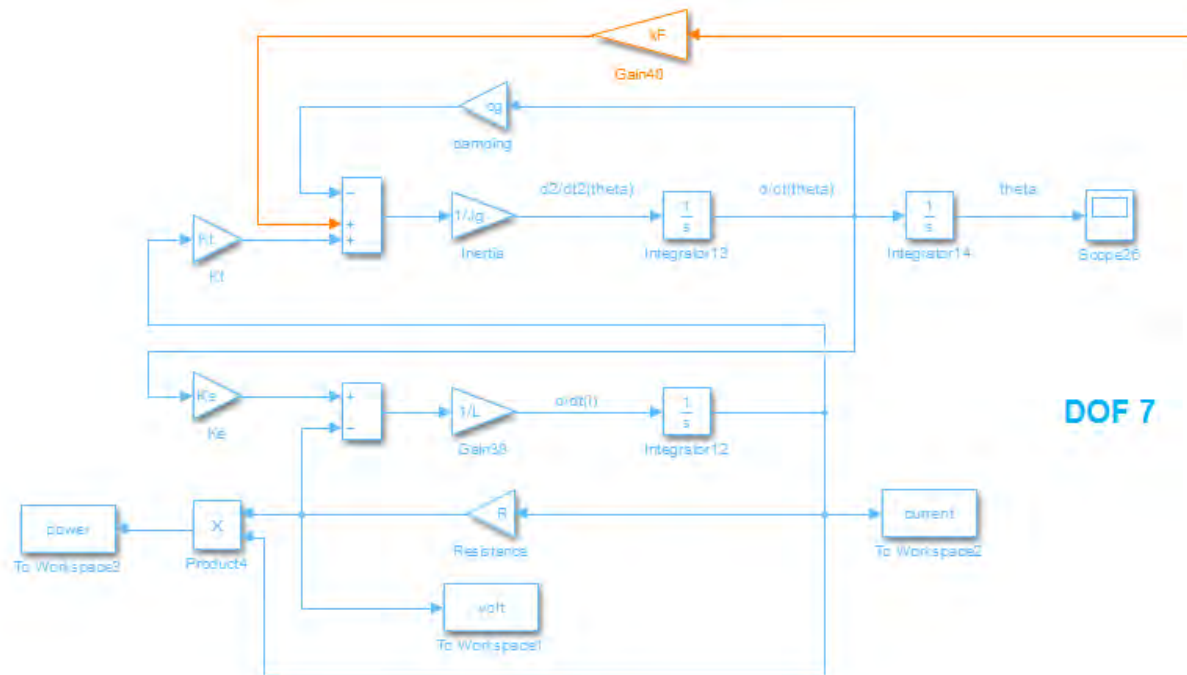 kF
Gain40
cg
damping
−
+
+
Kt
Kt
1/Jg
Inertia
d2/dt2(theta)
1
s
Integrator13
d/dt(theta)
1
s
Integrator14
theta
Scope26
Ke
Ke
+
−
1/L
Gain39
d/dt(i)
1
s
Integrator12
DOF 7
power
To Workspace3
X
Product4
R
Resistance
current
To Workspace2
volt
To Workspace1